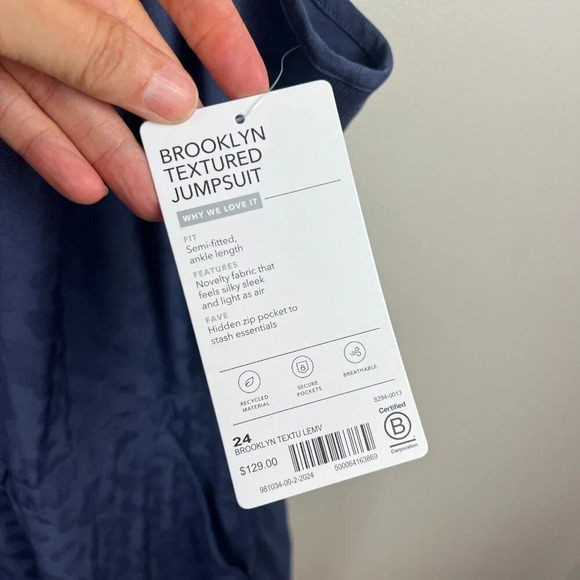 BROOKLYN
TEXTURED
JUMPSUIT
WHY WE LOVE IT
FIT
Semi-fitted,
ankle length
FEATURES
Novelty fabric that
feels silky sleek
and light as air
FAVE
Hidden zip pocket to
stash essentials
RECYCLED
MATERIAL
SECURE
POCKETS
BREATHABLE
S294-0013
24
BROOKLYN TEXTU LEMV
$129.00
981034-00-2-2024
500064163869
Certified
B
Corporation